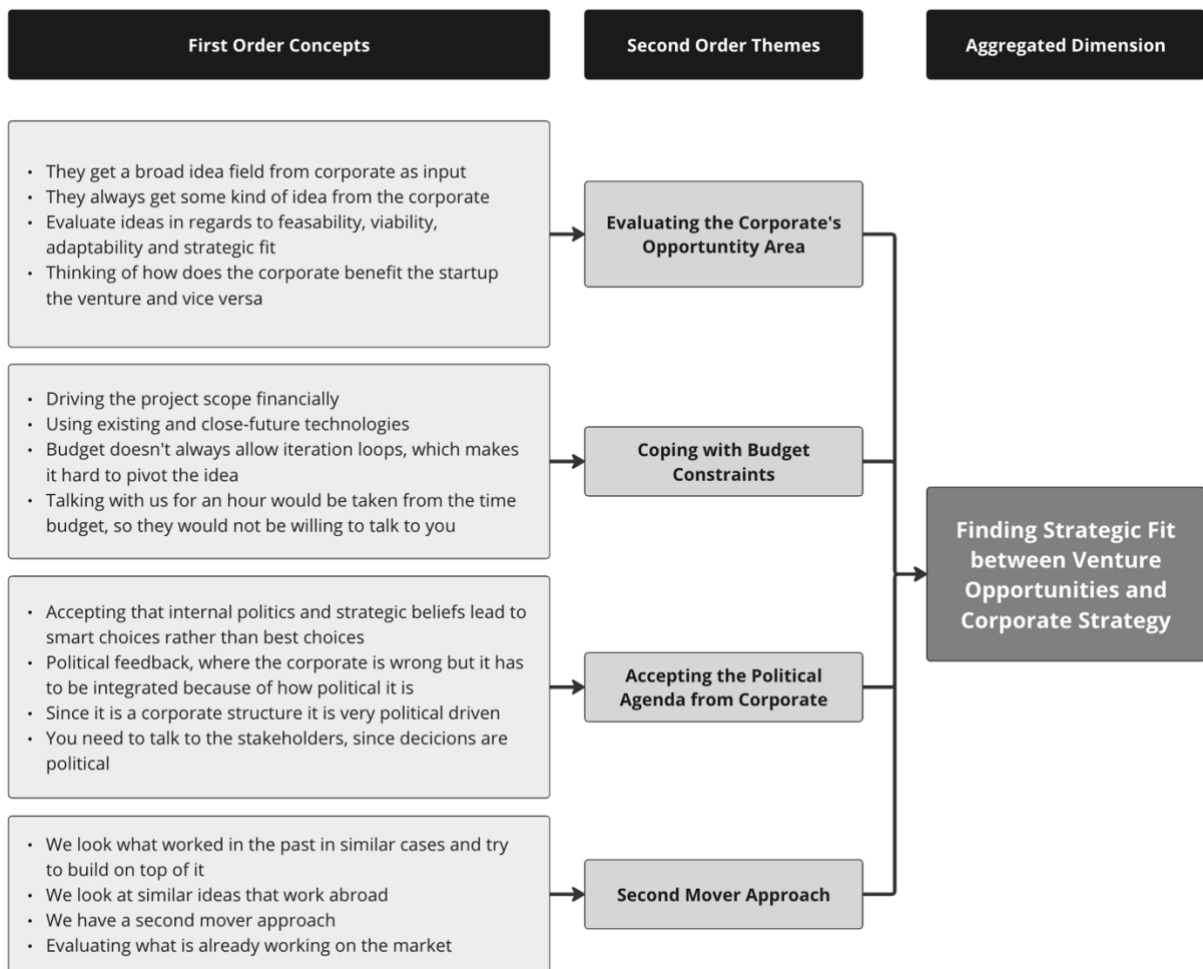 First Order Concepts
Second Order Themes
Aggregated Dimension
• They get a broad idea field from corporate as input
• They always get some kind of idea from the corporate
• Evaluate ideas in regards to feasability, viability,
adaptability and strategic fit
• Thinking of how does the corporate benefit the startup
the venture and vice versa
Evaluating the Corporate's
Opportuntity Area
• Driving the project scope financially
• Using existing and close-future technologies
• Budget doesn't always allow iteration loops, which makes
it hard to pivot the idea
• Talking with us for an hour would be taken from the time
budget, so they would not be willing to talk to you
Coping with Budget
Constraints
• Accepting that internal politics and strategic beliefs lead to
smart choices rather than best choices
• Political feedback, where the corporate is wrong but it has
to be integrated because of how political it is
• Since it is a corporate structure it is very political driven
• You need to talk to the stakeholders, since decicions are
political
Accepting the Political
Agenda from Corporate
• We look what worked in the past in similar cases and try
to build on top of it
• We look at similar ideas that work abroad
• We have a second mover approach
• Evaluating what is already working on the market
Second Mover Approach
Finding Strategic Fit
between Venture
Opportunities and
Corporate Strategy